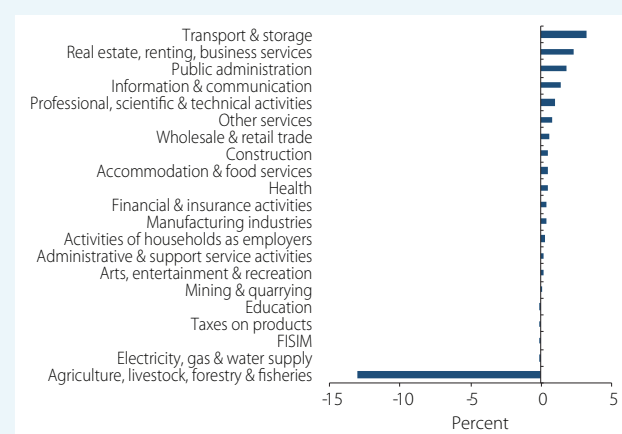 Transport & storage
Real estate, renting, business services
Public administration
Information & communication
Professional, scientific & technical activities
Other services
Wholesale & retail trade
Construction
Accommodation & food services
Health
Financial & insurance activities
Manufacturing industries
Activities of households as employers
Administrative & support service activities
Arts, entertainment & recreation
Mining & quarrying
Education
Taxes on products
FISIM
Electricity, gas & water supply
Agriculture, livestock, forestry & fisheries
-15 -10 -5 0 5
Percent